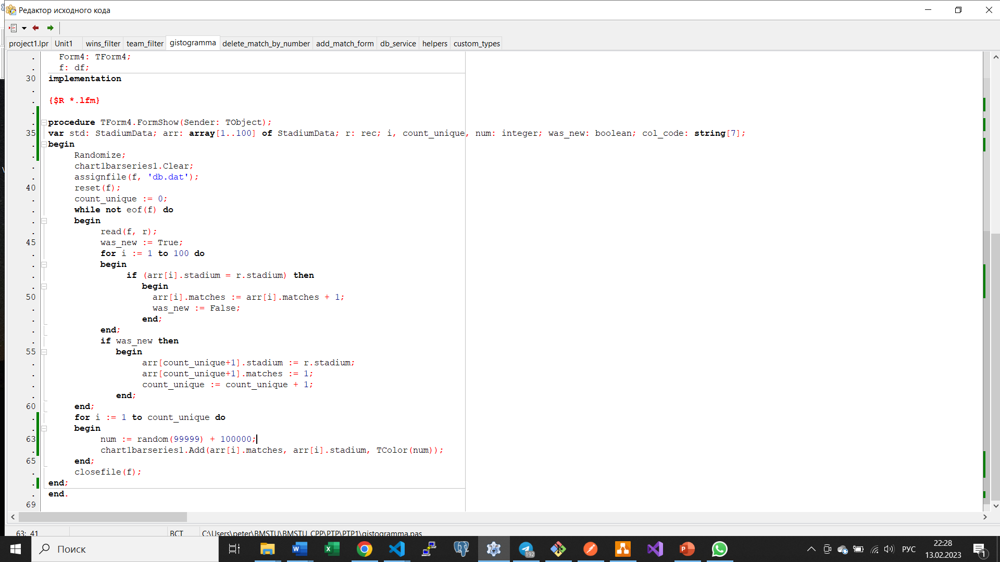 Редактор исходного кода
project1.lpr Unit1 wins_filter team_filter gistogramma delete_match_by_number add_match_form db_service helpers custom_types
. Form4: TForm4;
. f: df;
30 implementation
.
. {$R *.lfm}
.
. procedure TForm4.FormShow(Sender: TObject);
35 var std: StadiumData; arr: array[1..100] of StadiumData; r: rec; i, count_unique, num: integer; was_new: boolean; col_code: string[7];
. begin
. Randomize;
. chart1barseries1.Clear;
. assignfile(f, 'db.dat');
40 reset(f);
. count_unique := 0;
. while not eof(f) do
. begin
. read(f, r);
45 was_new := True;
. for i := 1 to 100 do
. begin
. if (arr[i].stadium = r.stadium) then
. begin
50 arr[i].matches := arr[i].matches + 1;
. was_new := False;
. end;
. end;
. if was_new then
55 begin
. arr[count_unique+1].stadium := r.stadium;
. arr[count_unique+1].matches := 1;
. count_unique := count_unique + 1;
. end;
60 end;
. for i := 1 to count_unique do
. begin
63 num := random(99999) + 100000;
. chart1barseries1.Add(arr[i].matches, arr[i].stadium, TColor(num));
65 end;
. closefile(f);
. end;
. end.
69
63: 41 ВСТ C:\Users\peter\BMSTU\BMSTU_CPP\PTP\PTP1\gistogramma.pas
Поиск
192
РУС
22:28
13.02.2023
1